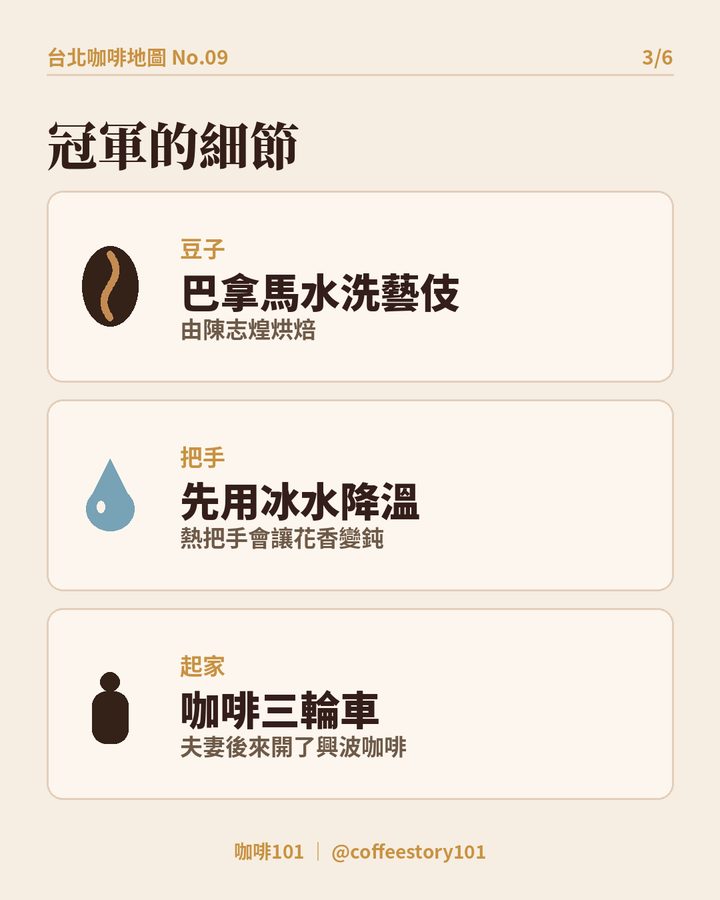 台北咖啡地圖 No.09
3/6
冠軍的細節
豆子
巴拿馬水洗藝伎
由陳志煌烘焙
把手
先用冰水降溫
熱把手會讓花香變鈍
起家
咖啡三輪車
夫妻後來開了興波咖啡
咖啡101｜@coffeestory101